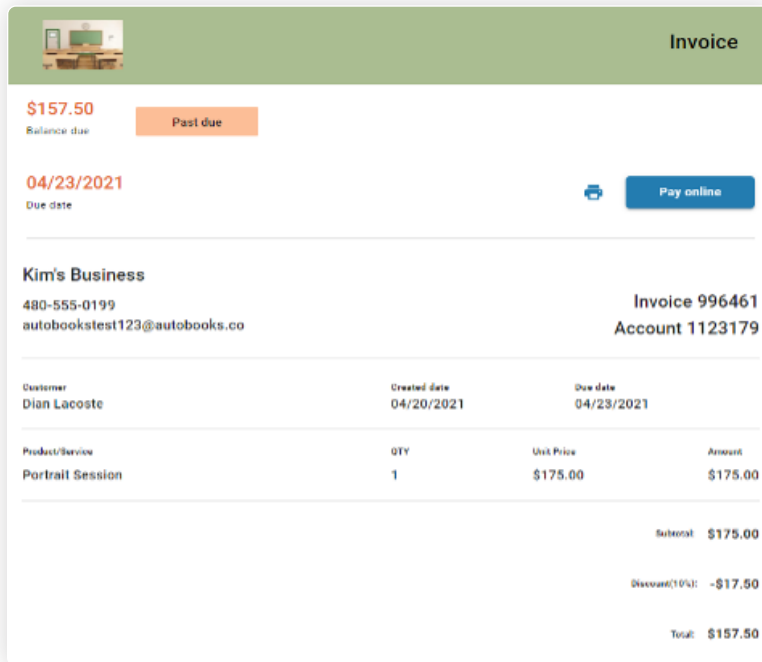 Invoice
$157.50
Balance due
Past due
04/23/2021
Due date
Pay online
Kim's Business
480-555-0199
autobookstest123@autobooks.co
Invoice 996461
Account 1123179
Customer Created date Due date
Dian Lacoste 04/20/2021 04/23/2021
Product/Service QTY Unit Price Amount
Portrait Session 1 $175.00 $175.00
Subtotal: $175.00
Discount(10%): -$17.50
Total: $157.50